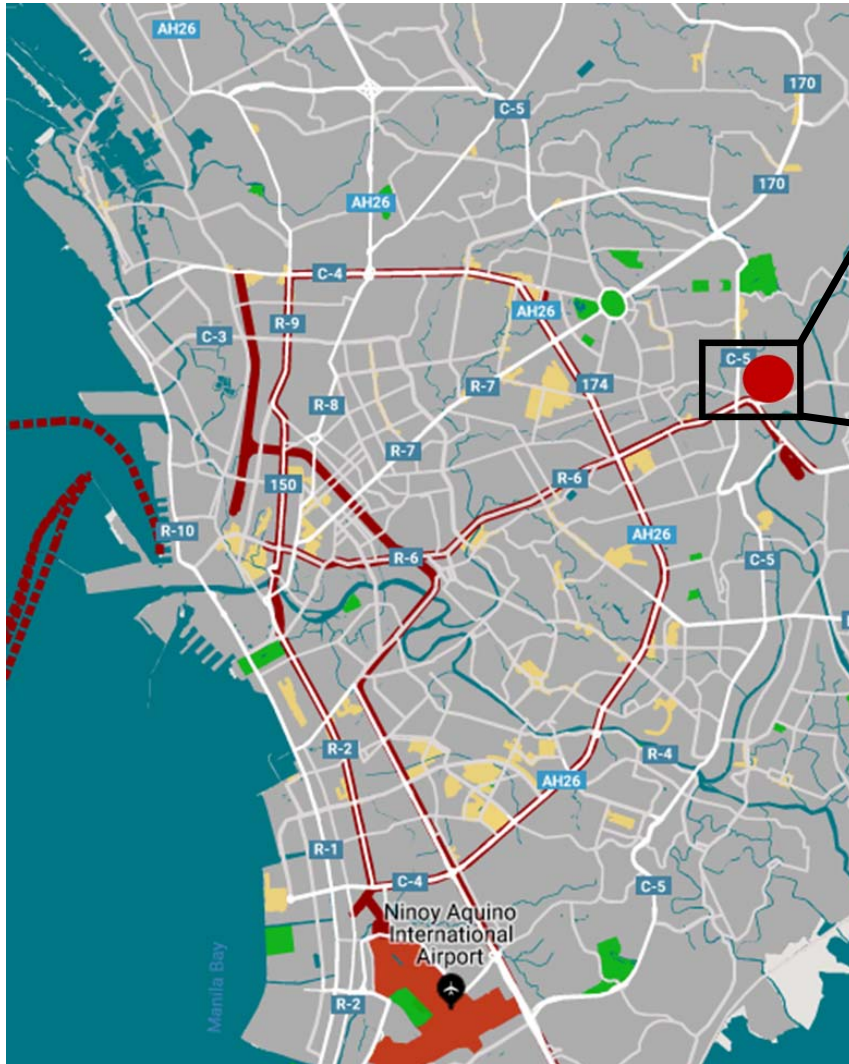 AH26
170
C-5
170
AH26
C-4
AH26
R-9
C-3
C-5
174
R-7
R-8
R-7
R-6
150
R-10
AH26
R-6
C-5
R-2
R-4
AH26
R-1
C-4
C-5
Ninoy Aquino
International
Airport
Manila Bay
R-2